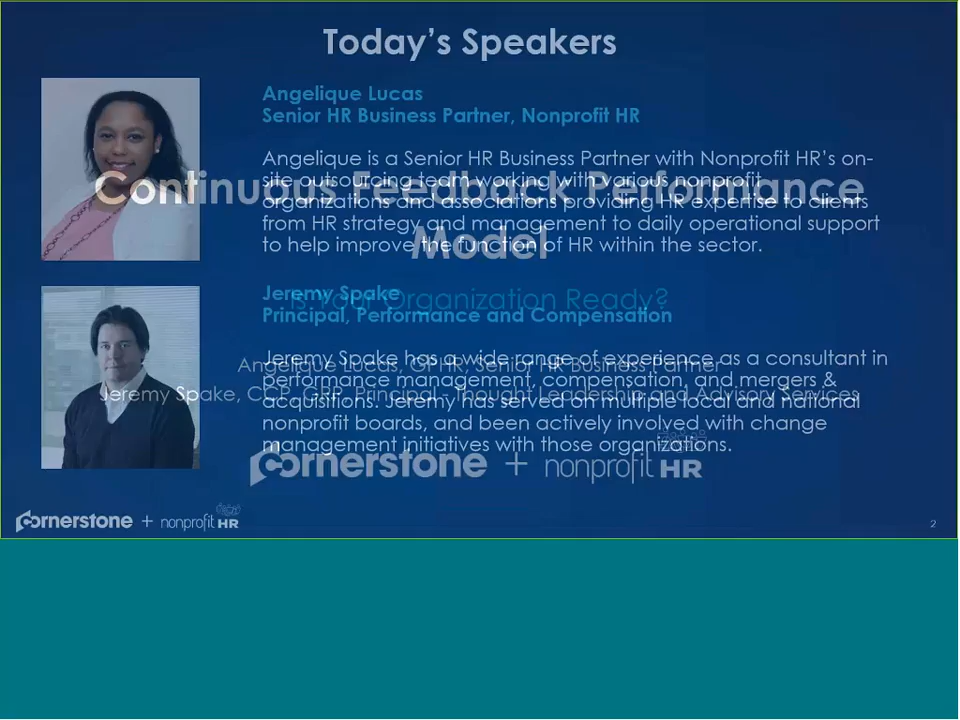 Today's Speakers
Angelique Lucas
Senior HR Business Partner, Nonprofit HR
Angelique is a Senior HR Business Partner with Nonprofit HR's on-
site outsourcing team working with various nonprofit
organizations and associations providing HR expertise to clients
from HR strategy and management to daily operational support
to help improve the function of HR within the sector.
Continuous Feedback Performance
Model
Is Your Organization Ready?
Jeremy Spake
Principal, Performance and Compensation
Jeremy Spake has a wide range of experience as a consultant in
performance management, compensation, and mergers &
acquisitions. Jeremy has served on multiple local and national
nonprofit boards, and been actively involved with change
management initiatives with those organizations.
Angelique Lucas, GPHR, Senior HR Business Partner
Jeremy Spake, CCP, GRP, Principal - Thought Leadership and Advisory Services
cornerstone + nonprofit HR
cornerstone + nonprofit HR
2